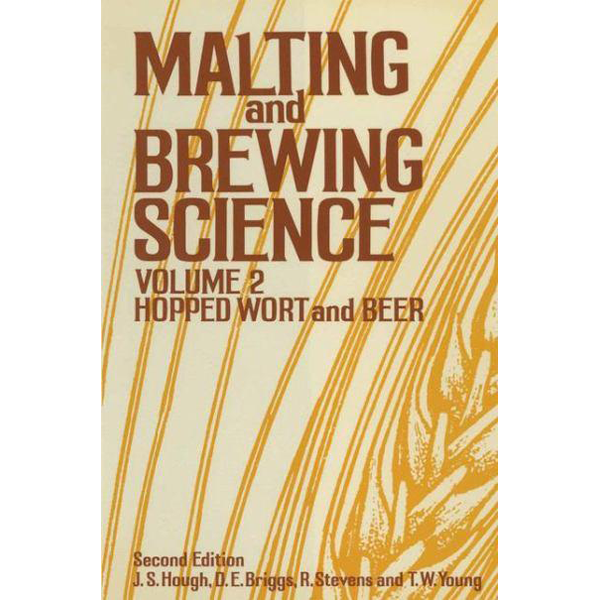 MALTING
and
BREWING
SCIENCE
VOLUME 2
HOPPED WORT and BEER
Second Edition
J.S.Hough, D.E.Briggs, R.Stevens and T.W.Young